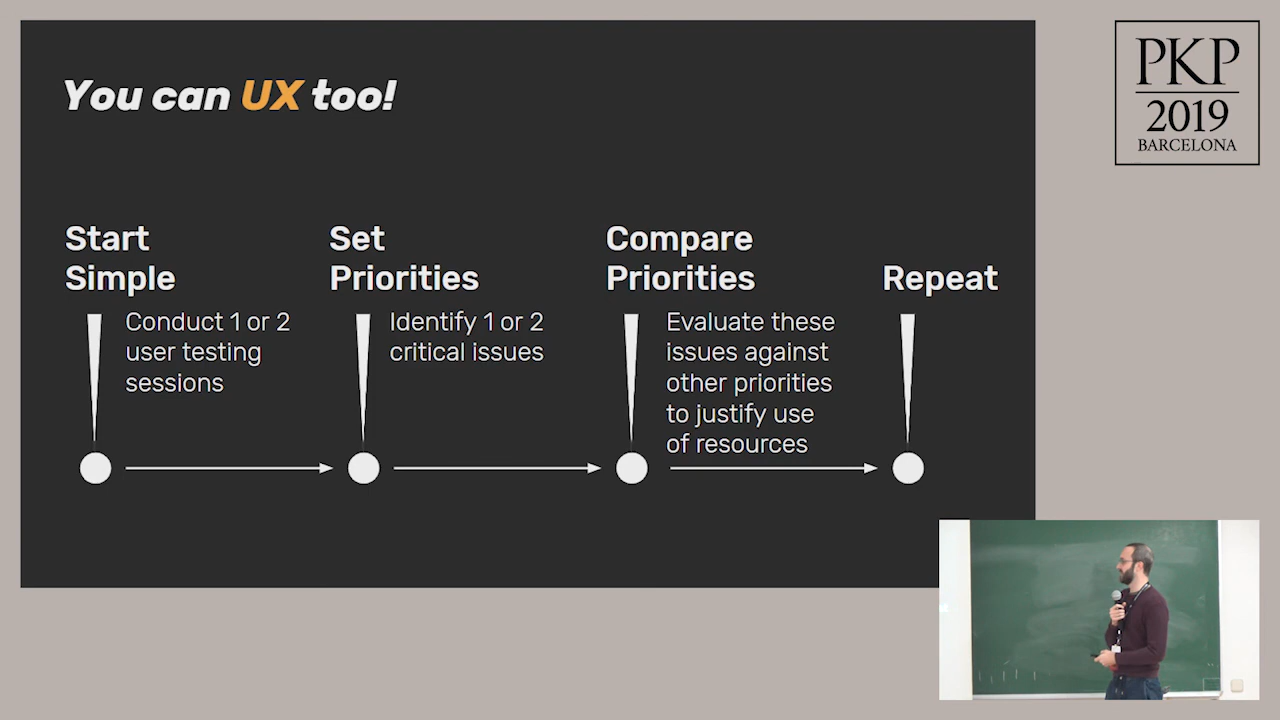 You can UX too!
PKP
2019
BARCELONA
Start
Simple
Conduct 1 or 2
user testing
sessions
Set
Priorities
Identify 1 or 2
critical issues
Compare
Priorities
Evaluate these
issues against
other priorities
to justify use
of resources
Repeat